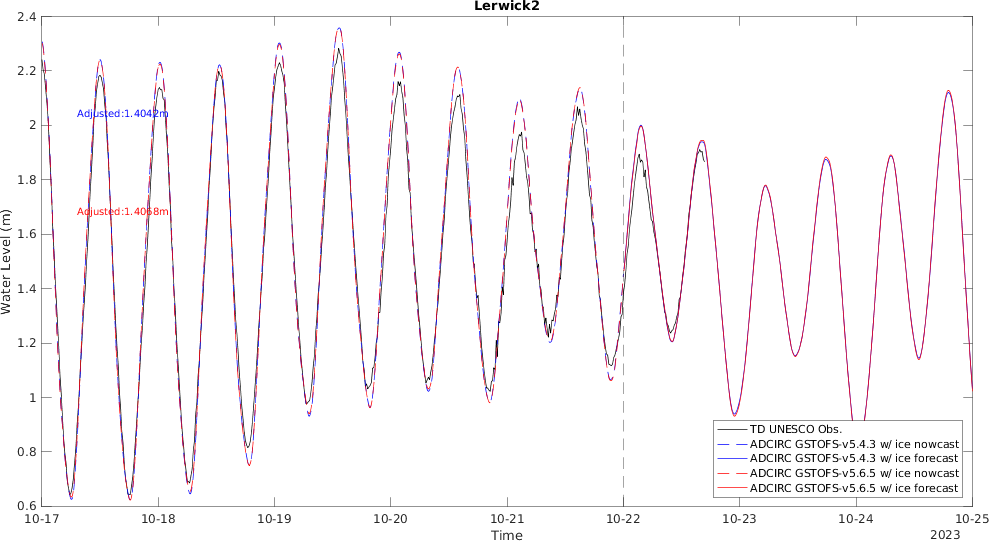 Lerwick2
2.4
2.2
2
1.8
1.6
1.4
1.2
1
0.8
0.6
Water Level (m)
Adjusted:1.4042m
Adjusted:1.4068m
TD UNESCO Obs.
ADCIRC GSTOFS-v5.4.3 w/ ice nowcast
ADCIRC GSTOFS-v5.4.3 w/ ice forecast
ADCIRC GSTOFS-v5.6.5 w/ ice nowcast
ADCIRC GSTOFS-v5.6.5 w/ ice forecast
10-17 10-18 10-19 10-20 10-21 10-22 10-23 10-24 10-25
Time
2023